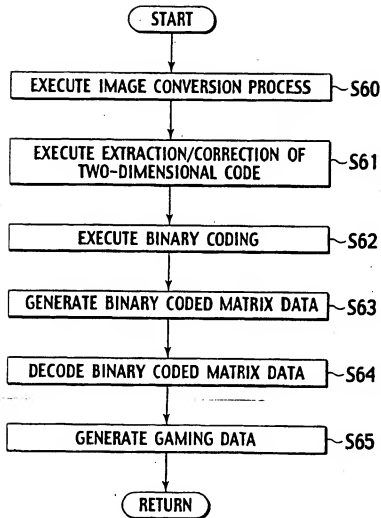 START
EXECUTE IMAGE CONVERSION PROCESS S60
EXECUTE EXTRACTION/CORRECTION OF
TWO-DIMENSIONAL CODE S61
EXECUTE BINARY CODING S62
GENERATE BINARY CODED MATRIX DATA S63
DECODE BINARY CODED MATRIX DATA S64
GENERATE GAMING DATA S65
RETURN